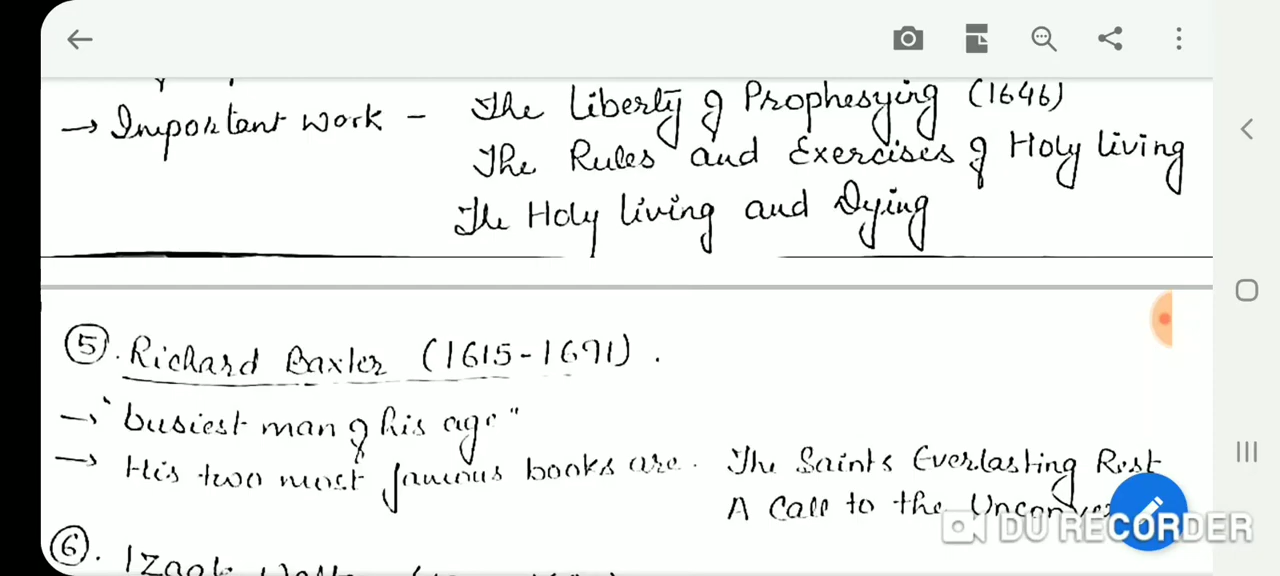 → Important work - The Liberty of Prophesying (1646)
The Rules and Exercises of Holy living
The Holy living and Dying
⑤. Richard Baxter (1615-1691).
→ "busiest man of his age"
→ His two most famous books are. The Saints Everlasting Rest
A Call to the
⑥. Izaak
DU RECORDER